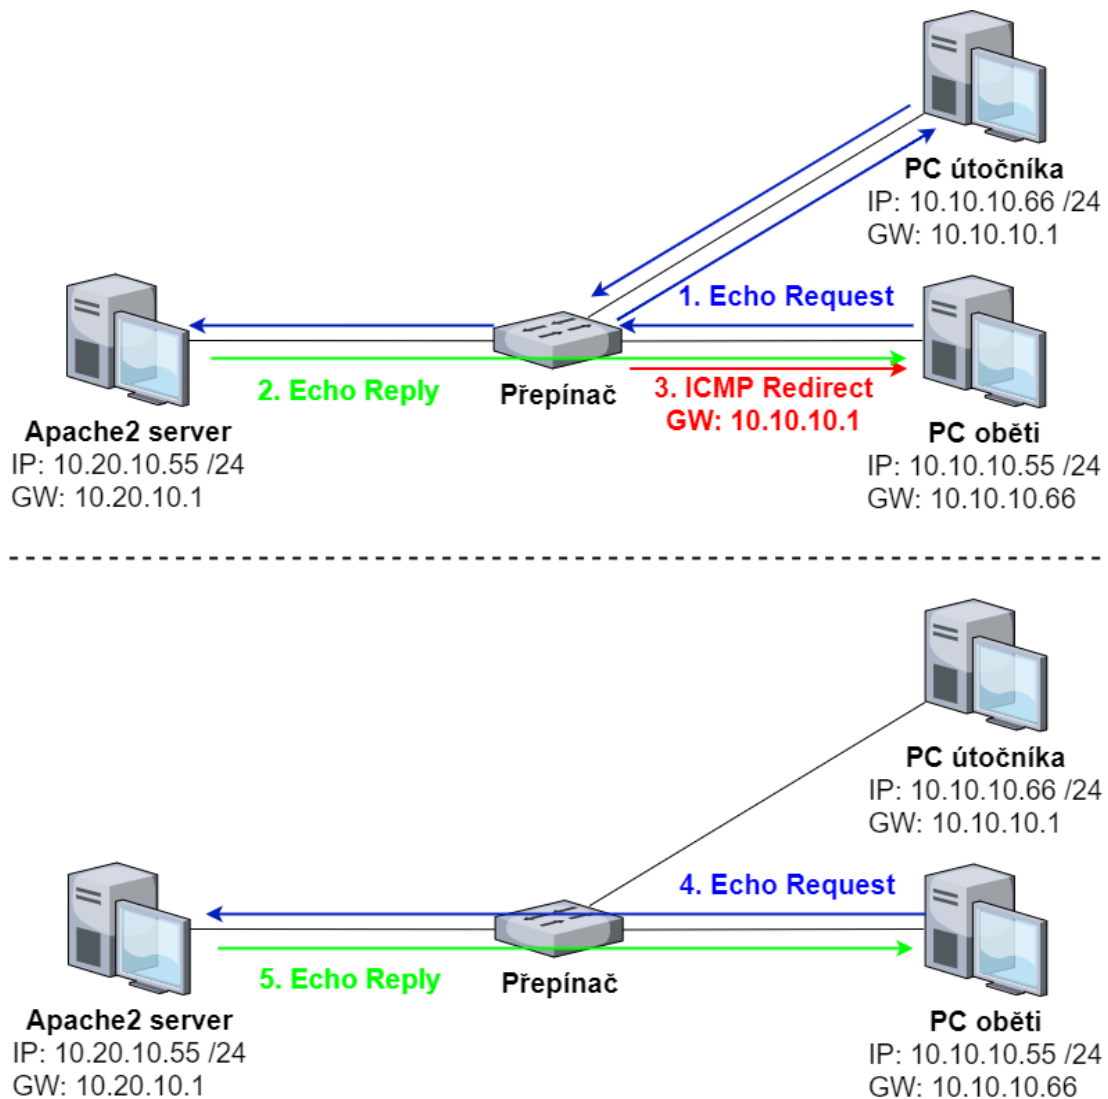 PC útočníka
IP: 10.10.10.66 /24
GW: 10.10.10.1
1. Echo Request
2. Echo Reply
Přepínač
3. ICMP Redirect
GW: 10.10.10.1
Apache2 server
IP: 10.20.10.55 /24
GW: 10.20.10.1
PC oběti
IP: 10.10.10.55 /24
GW: 10.10.10.66
PC útočníka
IP: 10.10.10.66 /24
GW: 10.10.10.1
4. Echo Request
5. Echo Reply
Přepínač
Apache2 server
IP: 10.20.10.55 /24
GW: 10.20.10.1
PC oběti
IP: 10.10.10.55 /24
GW: 10.10.10.66